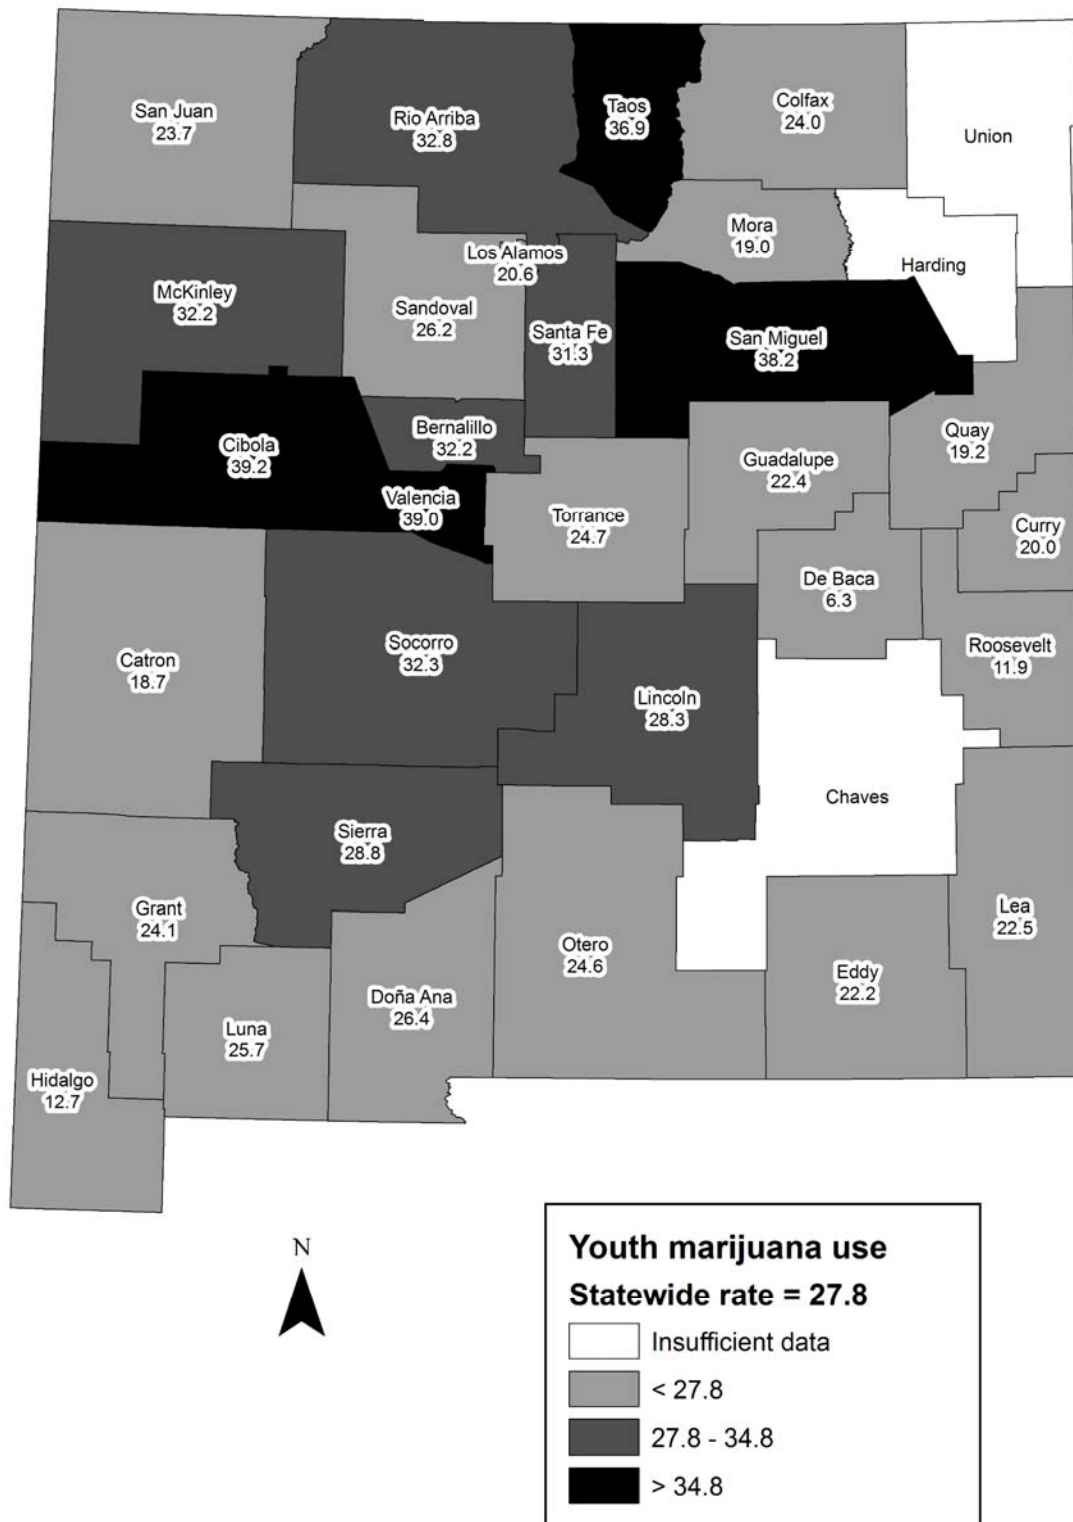 San Juan
23.7
Rio Arriba
32.8
Taos
36.9
Colfax
24.0
Union
Mora
19.0
Harding
Los Alamos
20.6
McKinley
32.2
Sandoval
26.2
Santa Fe
31.3
San Miguel
38.2
Bernalillo
32.2
Cibola
39.2
Quay
19.2
Guadalupe
22.4
Valencia
39.0
Torrance
24.7
Curry
20.0
De Baca
6.3
Socorro
32.3
Roosevelt
11.9
Catron
18.7
Lincoln
28.3
Chaves
Sierra
28.8
Grant
24.1
Lea
22.5
Otero
24.6
Eddy
22.2
Doña Ana
26.4
Luna
25.7
Hidalgo
12.7
N
Youth marijuana use
Statewide rate = 27.8
Insufficient data
< 27.8
27.8 - 34.8
> 34.8